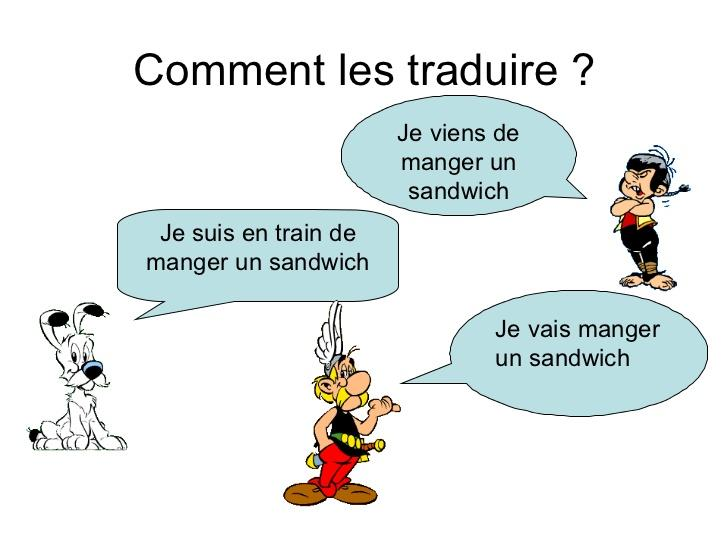 Comment les traduire ?
Je viens de
manger un
sandwich
Je suis en train de
manger un sandwich
Je vais manger
un sandwich